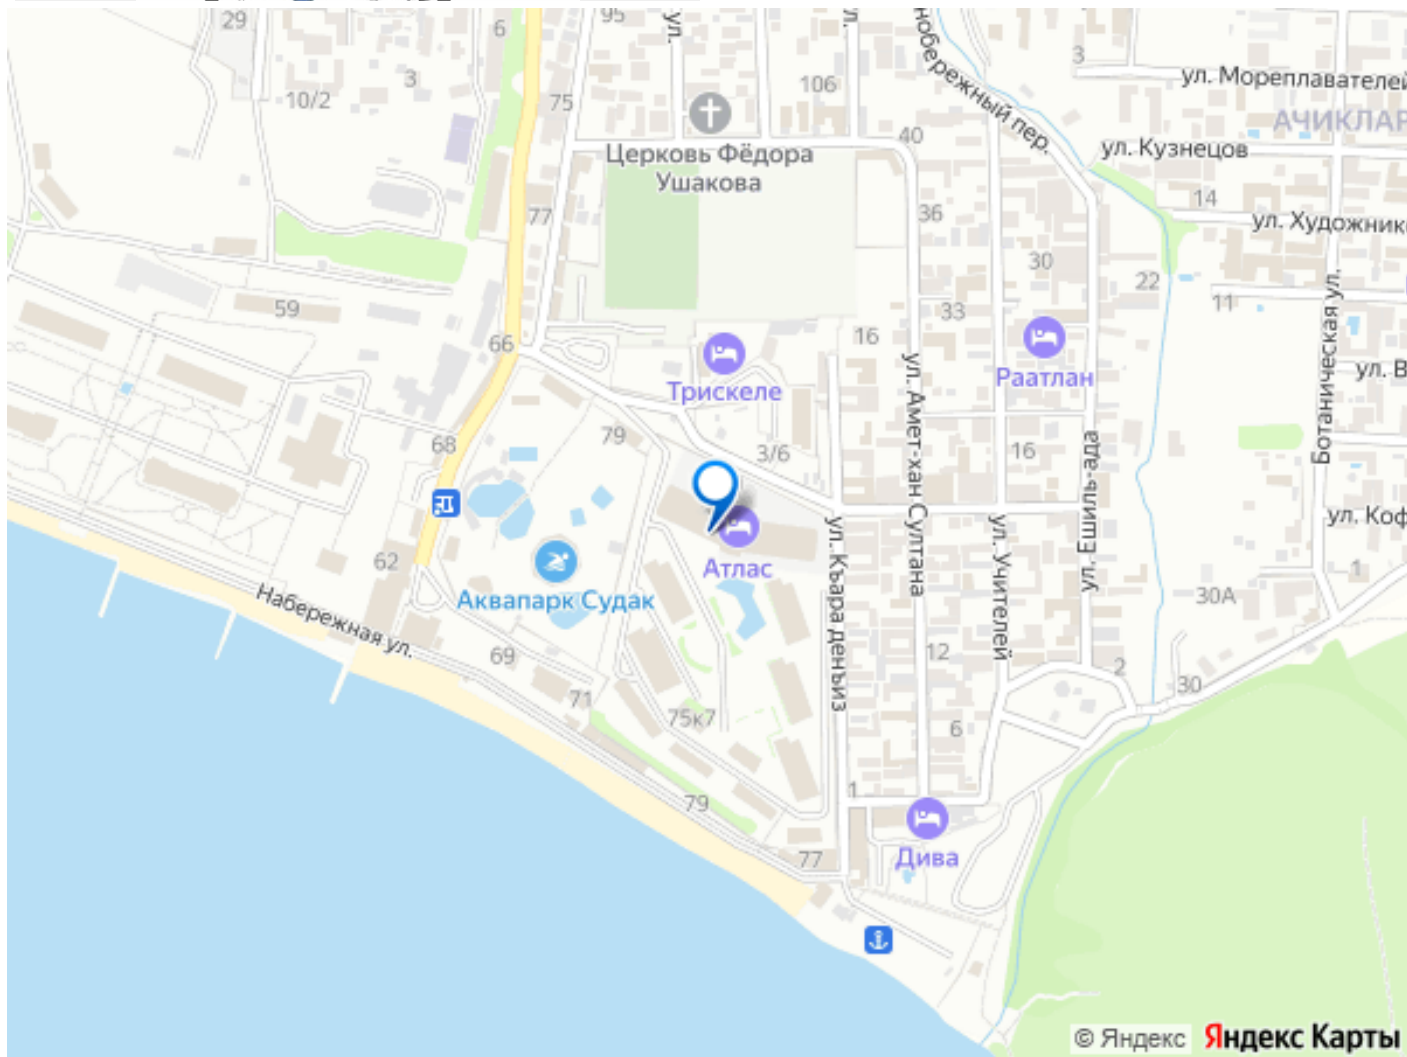 29
6
95
ул.
ул.
нобережный пер.
3
ул. Мореплавателей
3
10/2
75
106
АЧИКЛАР
40
ул. Кузнецов
Церковь Фёдора
Ушакова
14
77
36
ул. Художнико
30
22
59
33
11
16
66
Ботаническая ул.
ул. В
Трискеле
Раатлан
ул. Амет-хан Султана
79
68
3/6
16
ул. Ешиль-ада
ул. Коф
Атлас
ул. Къара денъиз
ул. Учителей
62
1
Аквапарк Судак
30А
Набережная ул.
69
12
2
71
75к7
30
6
79
1
77
Дива
© Яндекс
Яндекс Карты